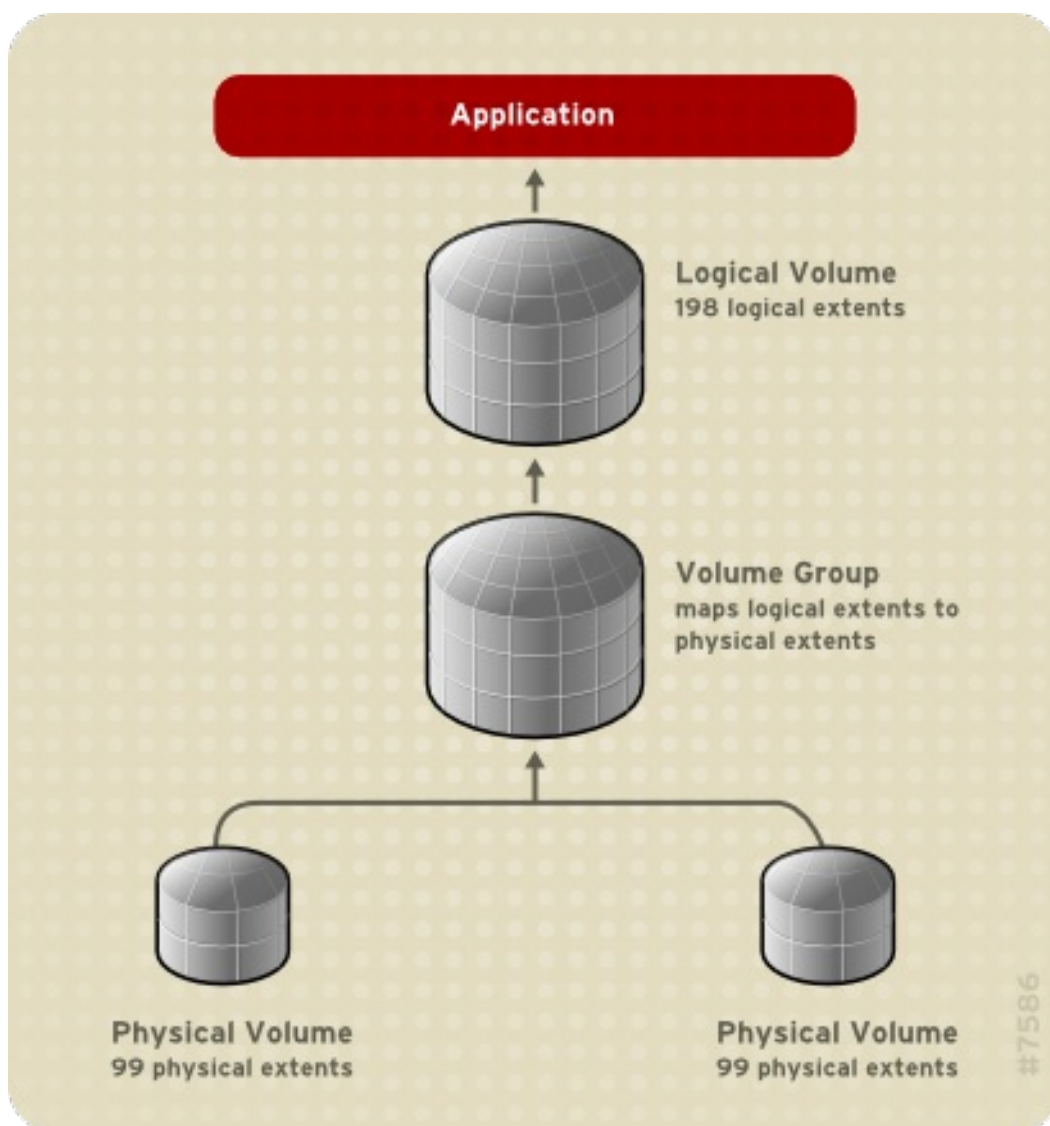 Application
Logical Volume
198 logical extents
Volume Group
maps logical extents to
physical extents
Physical Volume
99 physical extents
Physical Volume
99 physical extents
#7586